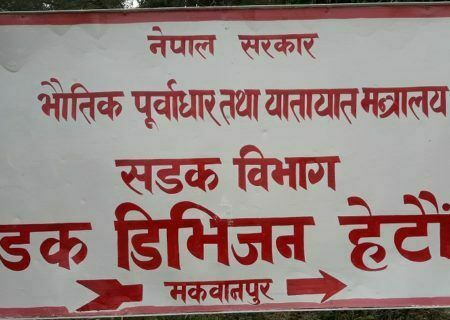 नेपाल सरकार
भौतिक पूर्वाधार तथा यातायात मन्त्रालय
सडक विभाग
डक डिभिजन हेटौं
मकवानपुर